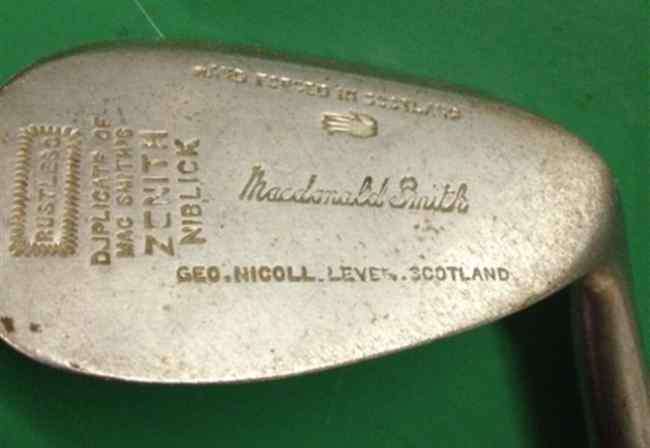 HAND FORGED IN SCOTLAND
Macdonald Smith
GEO. NICOLL. LEVEN. SCOTLAND
RUSTLESS
DUPLICATE OF
MAC SMITH'S
ZENITH
NIBLICK